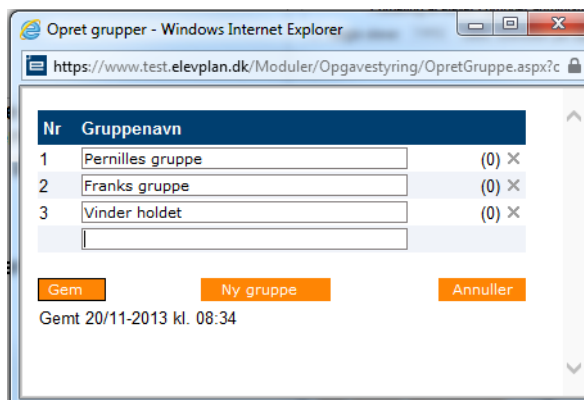 Opret grupper - Windows Internet Explorer
https://www.test.elevplan.dk/Moduler/Opgavestyring/OpretGruppe.aspx?c
Nr Gruppenavn
1 Pernilles gruppe (0)
2 Franks gruppe (0)
3 Vinder holdet (0)
Gem Ny gruppe Annuller
Gemt 20/11-2013 kl. 08:34